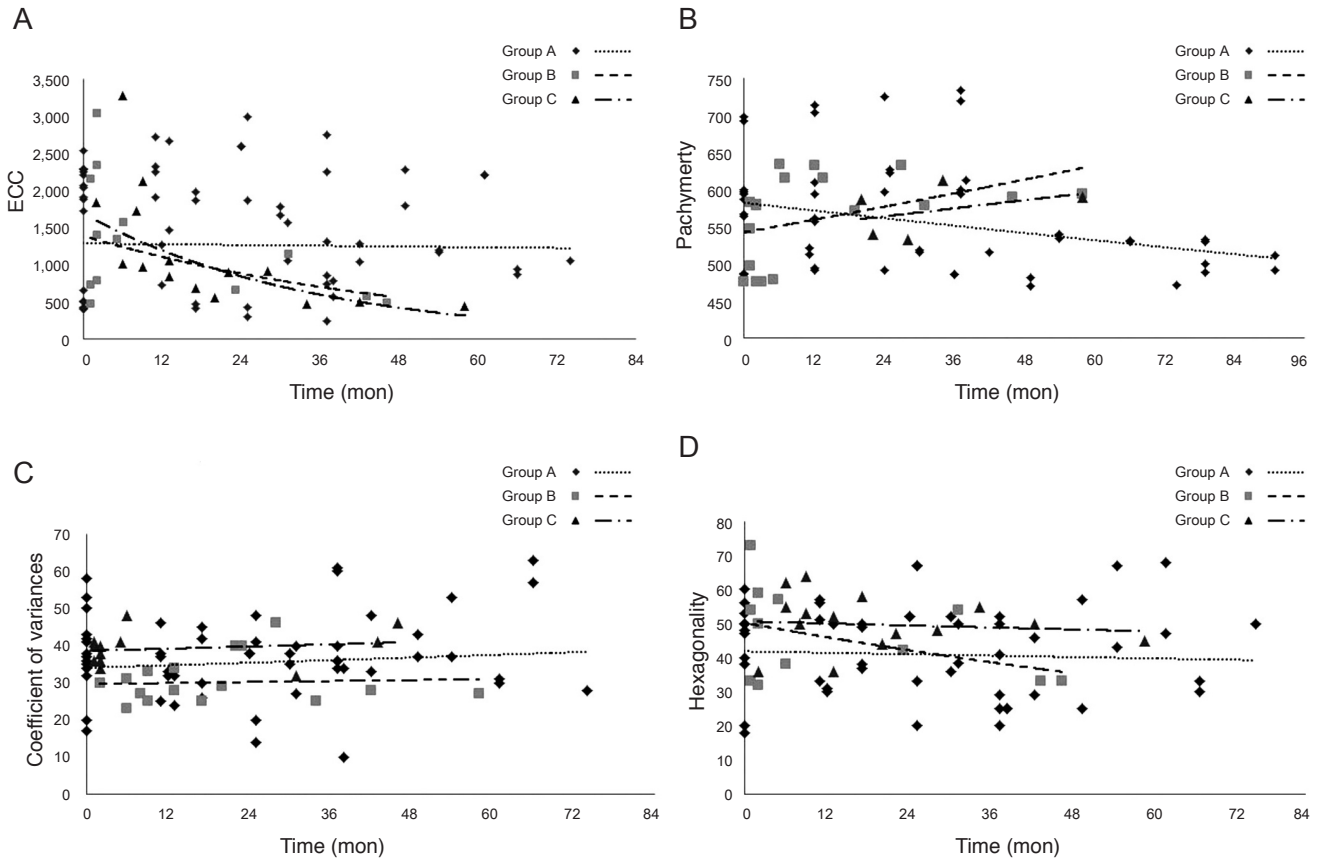 A
Group A
Group B
Group C
3,500
3,000
2,500
2,000
1,500
1,000
500
0
ECC
0 12 24 36 48 60 72 84
Time (mon)
B
Group A
Group B
Group C
750
700
650
600
550
500
450
0
Pachymerty
0 12 24 36 48 60 72 84 96
Time (mon)
C
Group A
Group B
Group C
70
60
50
40
30
20
10
0
Coefficient of variances
0 12 24 36 48 60 72 84
Time (mon)
D
Group A
Group B
Group C
80
70
60
50
40
30
20
10
0
Hexagonality
0 12 24 36 48 60 72 84
Time (mon)